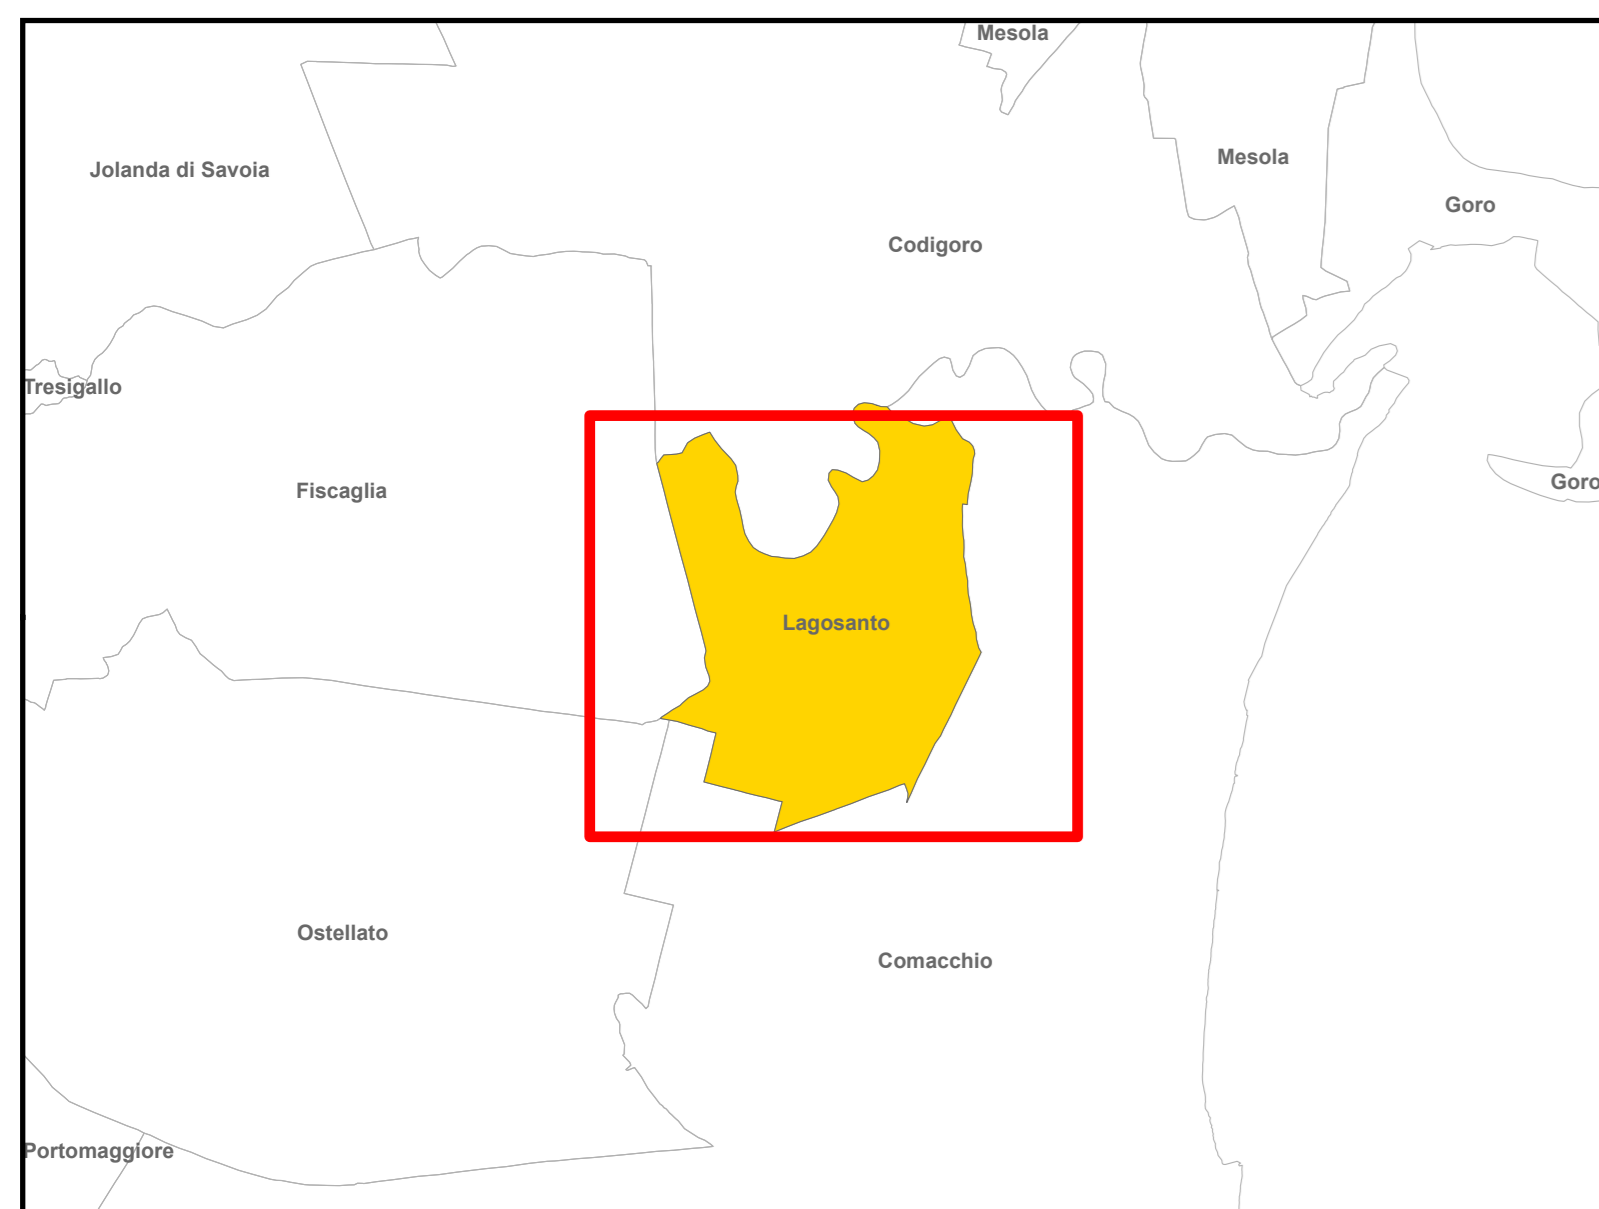 Mesola
Mesola
Jolanda di Savoia
Goro
Codigoro
Tresigallo
Fiscaglia
Goro
Lagosanto
Ostellato
Comacchio
Portomaggiore